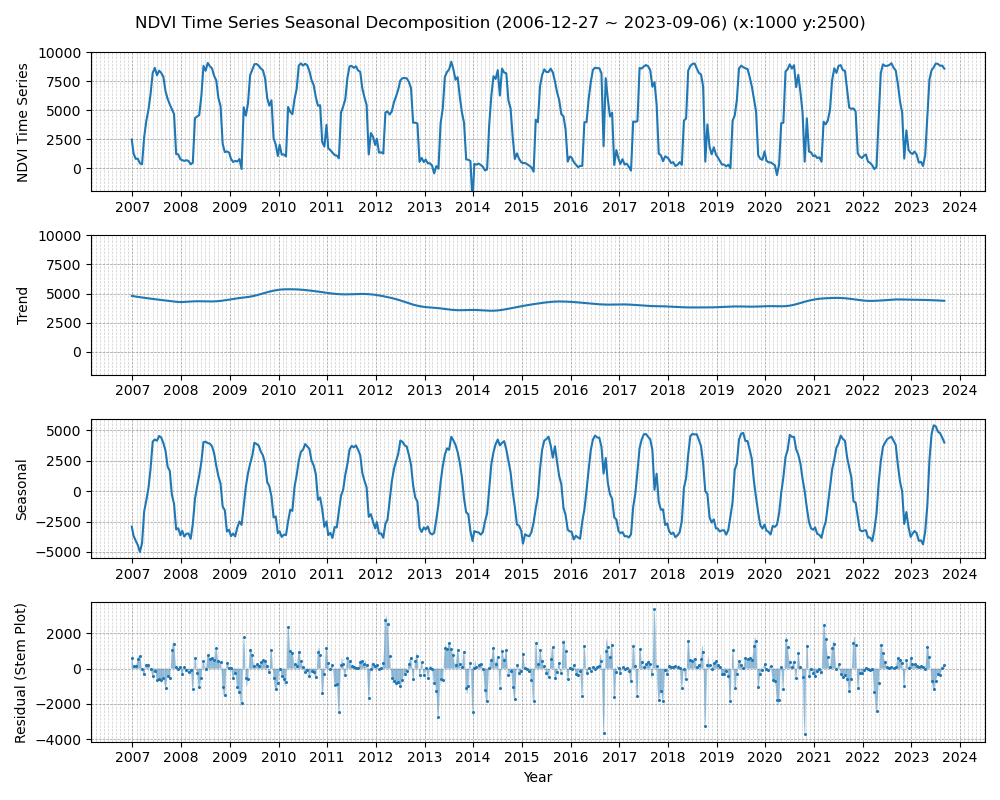 NDVI Time Series Seasonal Decomposition (2006-12-27 ~ 2023-09-06) (x:1000 y:2500)
NDVI Time Series
10000
7500
5000
2500
0
2007 2008 2009 2010 2011 2012 2013 2014 2015 2016 2017 2018 2019 2020 2021 2022 2023 2024
Trend
10000
7500
5000
2500
0
2007 2008 2009 2010 2011 2012 2013 2014 2015 2016 2017 2018 2019 2020 2021 2022 2023 2024
Seasonal
5000
2500
0
−2500
−5000
2007 2008 2009 2010 2011 2012 2013 2014 2015 2016 2017 2018 2019 2020 2021 2022 2023 2024
Residual (Stem Plot)
2000
0
−2000
−4000
2007 2008 2009 2010 2011 2012 2013 2014 2015 2016 2017 2018 2019 2020 2021 2022 2023 2024
Year